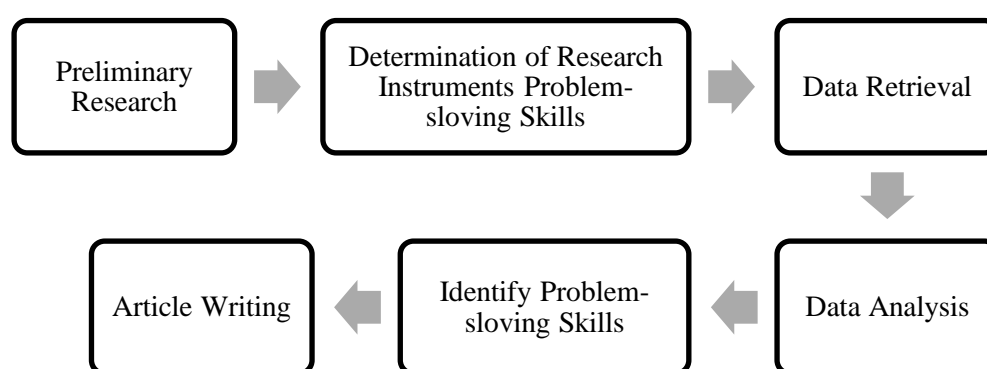 Preliminary
Research
Determination of Research
Instruments Problem-
sloving Skills
Data Retrieval
Data Analysis
Identify Problem-
sloving Skills
Article Writing